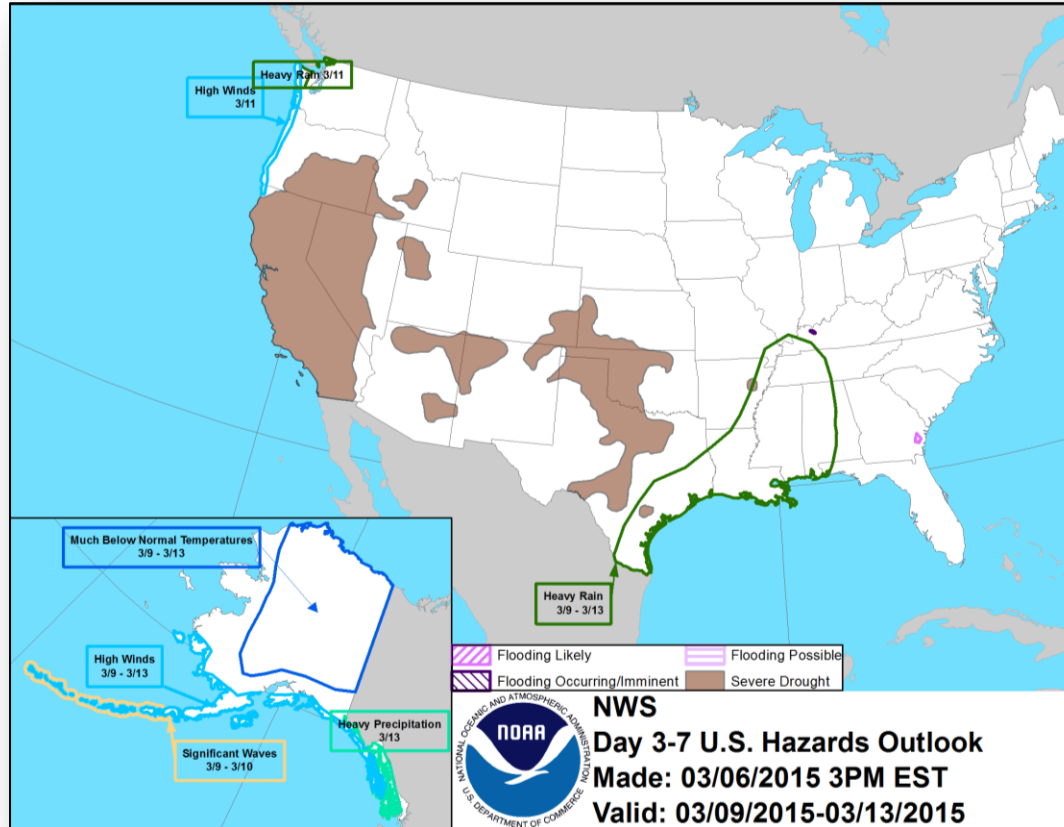 Heavy Rain 3/11
High Winds
3/11
Heavy Rain
3/9 - 3/13
Much Below Normal Temperatures
3/9 - 3/13
High Winds
3/9 - 3/13
Heavy Precipitation
3/13
Significant Waves
3/9 - 3/10
Flooding Likely
Flooding Possible
Flooding Occurring/Imminent
Severe Drought
NATIONAL OCEANIC AND ATMOSPHERIC ADMINISTRATION
NOAA
U.S. DEPARTMENT OF COMMERCE
NWS
Day 3-7 U.S. Hazards Outlook
Made: 03/06/2015 3PM EST
Valid: 03/09/2015-03/13/2015